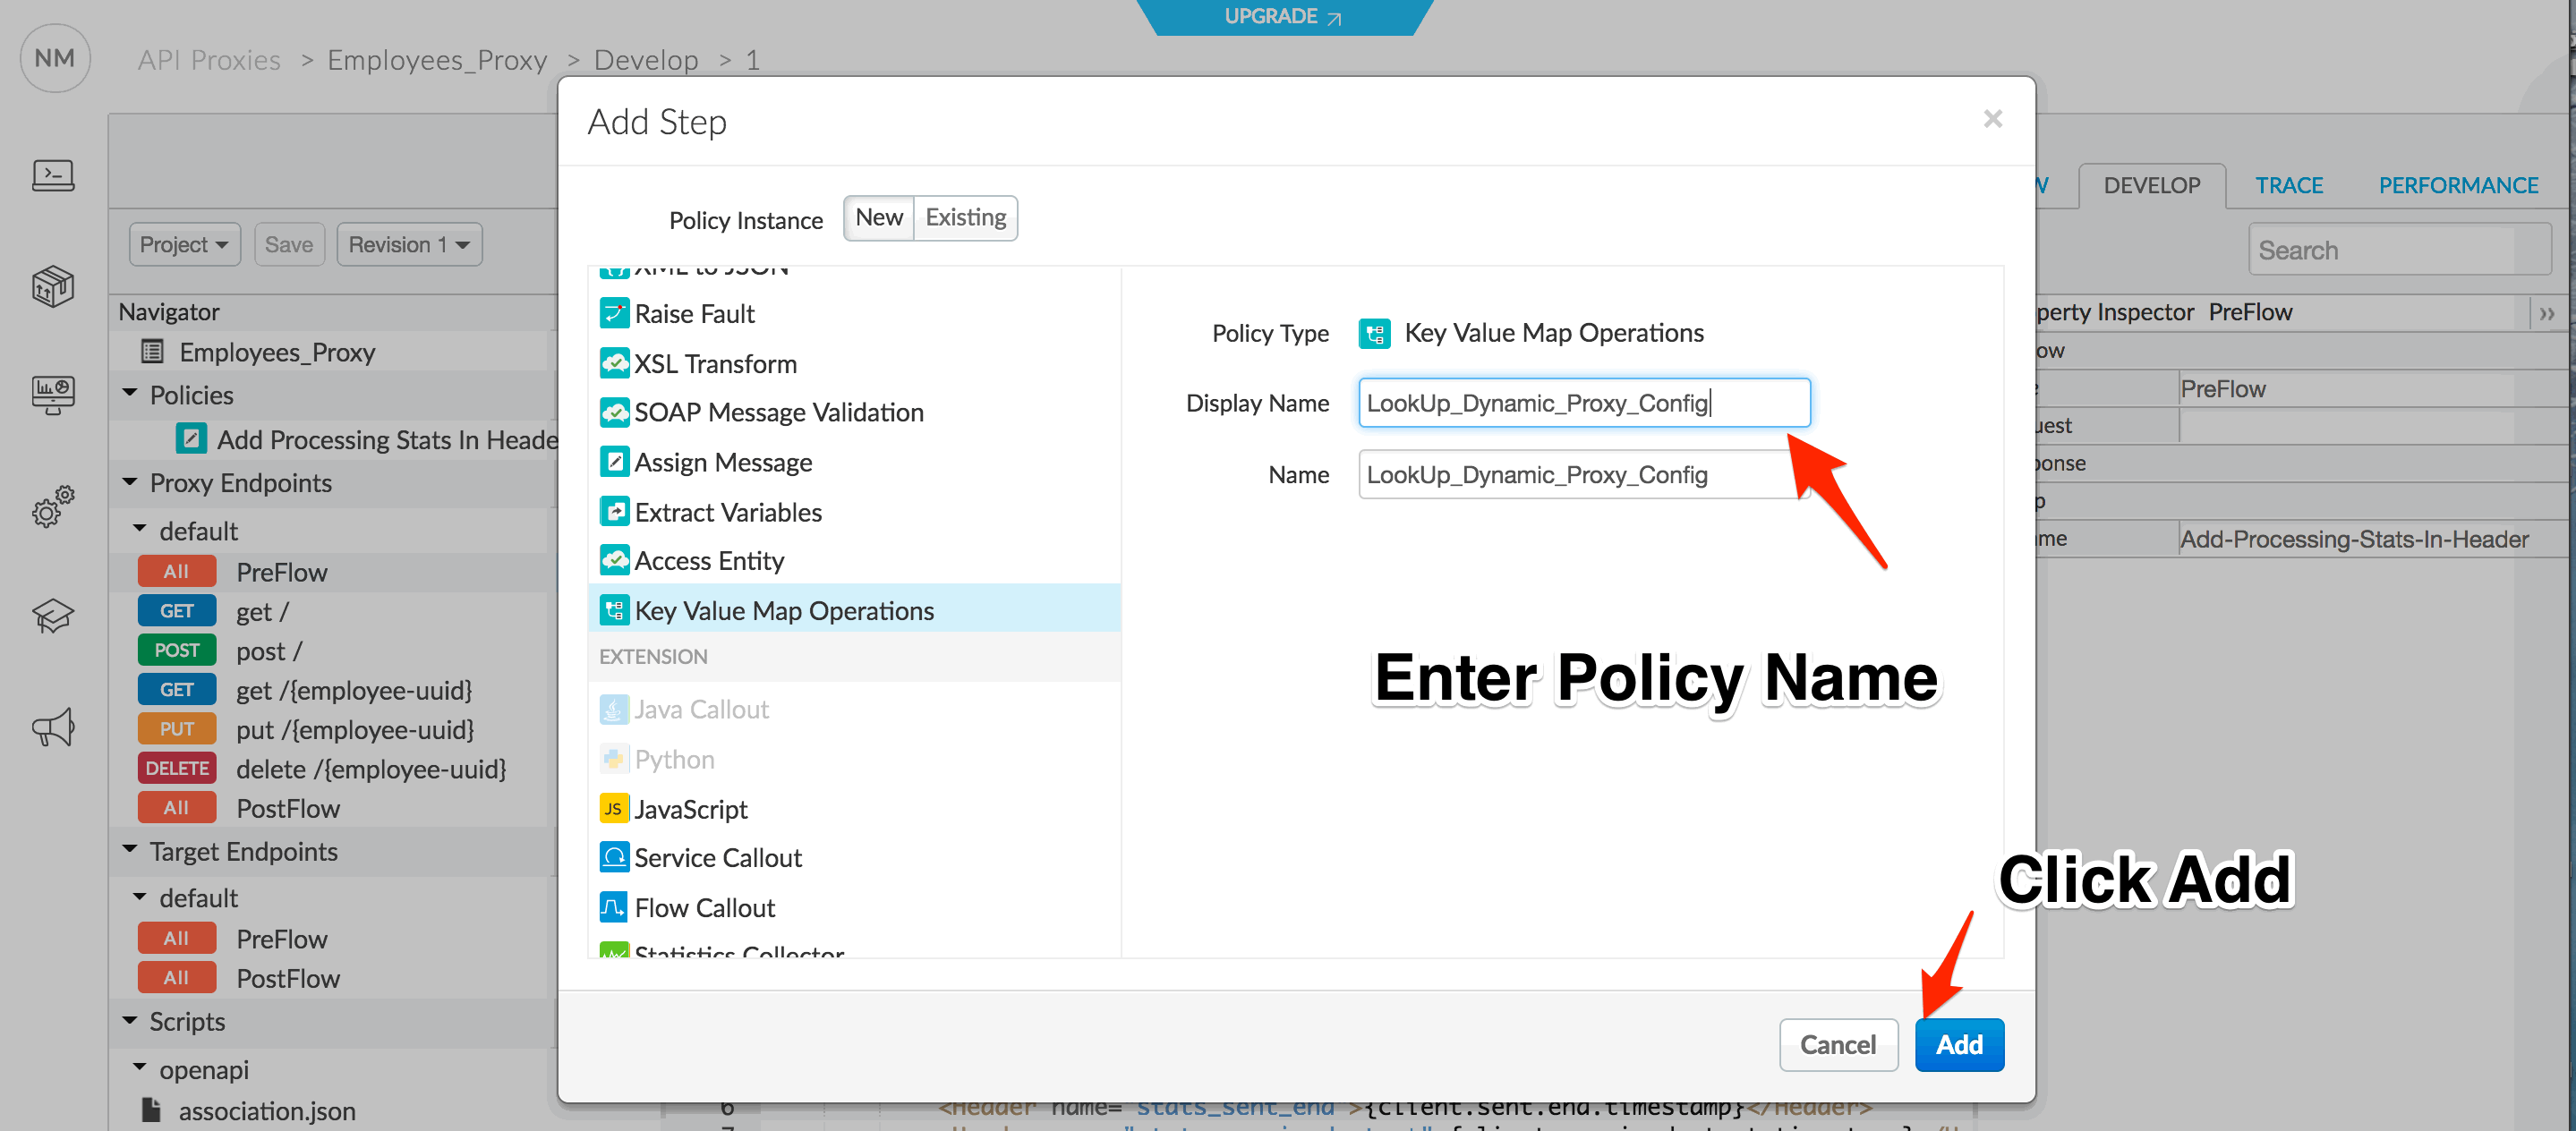 UPGRADE
NM
API Proxies > Employees_Proxy > Develop > 1
Add Step
×
DEVELOP
TRACE
PERFORMANCE
Policy Instance
New
Existing
Project
Save
Revision 1
Search
Navigator
Employees_Proxy
Policies
Add Processing Stats In Heade
Proxy Endpoints
default
All PreFlow
GET get /
POST post /
GET get /{employee-uuid}
PUT put /{employee-uuid}
DELETE delete /{employee-uuid}
All PostFlow
Target Endpoints
default
All PreFlow
All PostFlow
Scripts
openapi
association.json
XML to JSON
Raise Fault
XSL Transform
SOAP Message Validation
Assign Message
Extract Variables
Access Entity
Key Value Map Operations
EXTENSION
Java Callout
Python
JS JavaScript
Service Callout
Flow Callout
Statistics Collector
Policy Type Key Value Map Operations
Display Name LookUp_Dynamic_Proxy_Config
Name LookUp_Dynamic_Proxy_Config
Enter Policy Name
Click Add
Cancel
Add
perty Inspector PreFlow
»
ow
PreFlow
uest
ponse
p
me Add-Processing-Stats-In-Header
6 <Header name="stats_sent_end">{client.sent.end.timestamp}</Header>